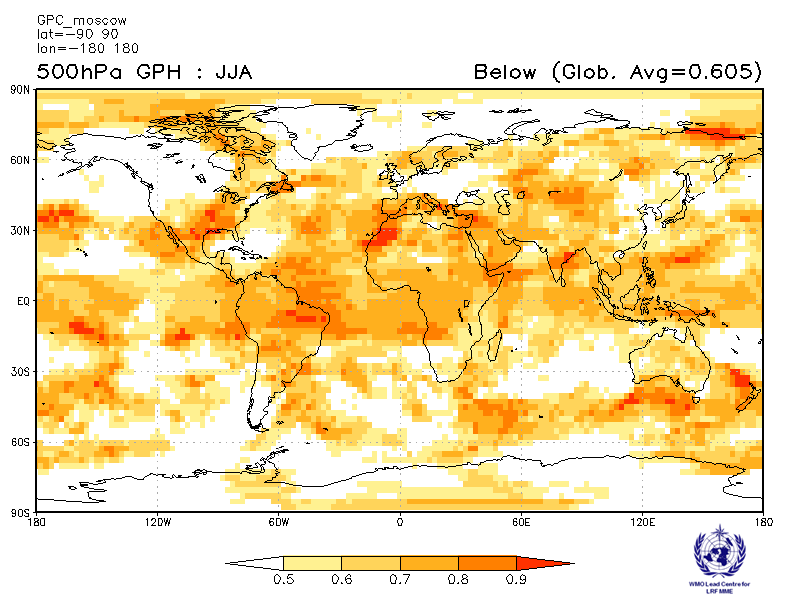 GPC_moscow
lat=-90 90
lon=-180 180
500hPa GPH : JJA
Below (Glob. Avg=0.605)
90N
60N
30N
EQ
30S
60S
90S
180 120W 60W 0 60E 120E 180
0.5 0.6 0.7 0.8 0.9
WMO Lead Centre for
LRF MME